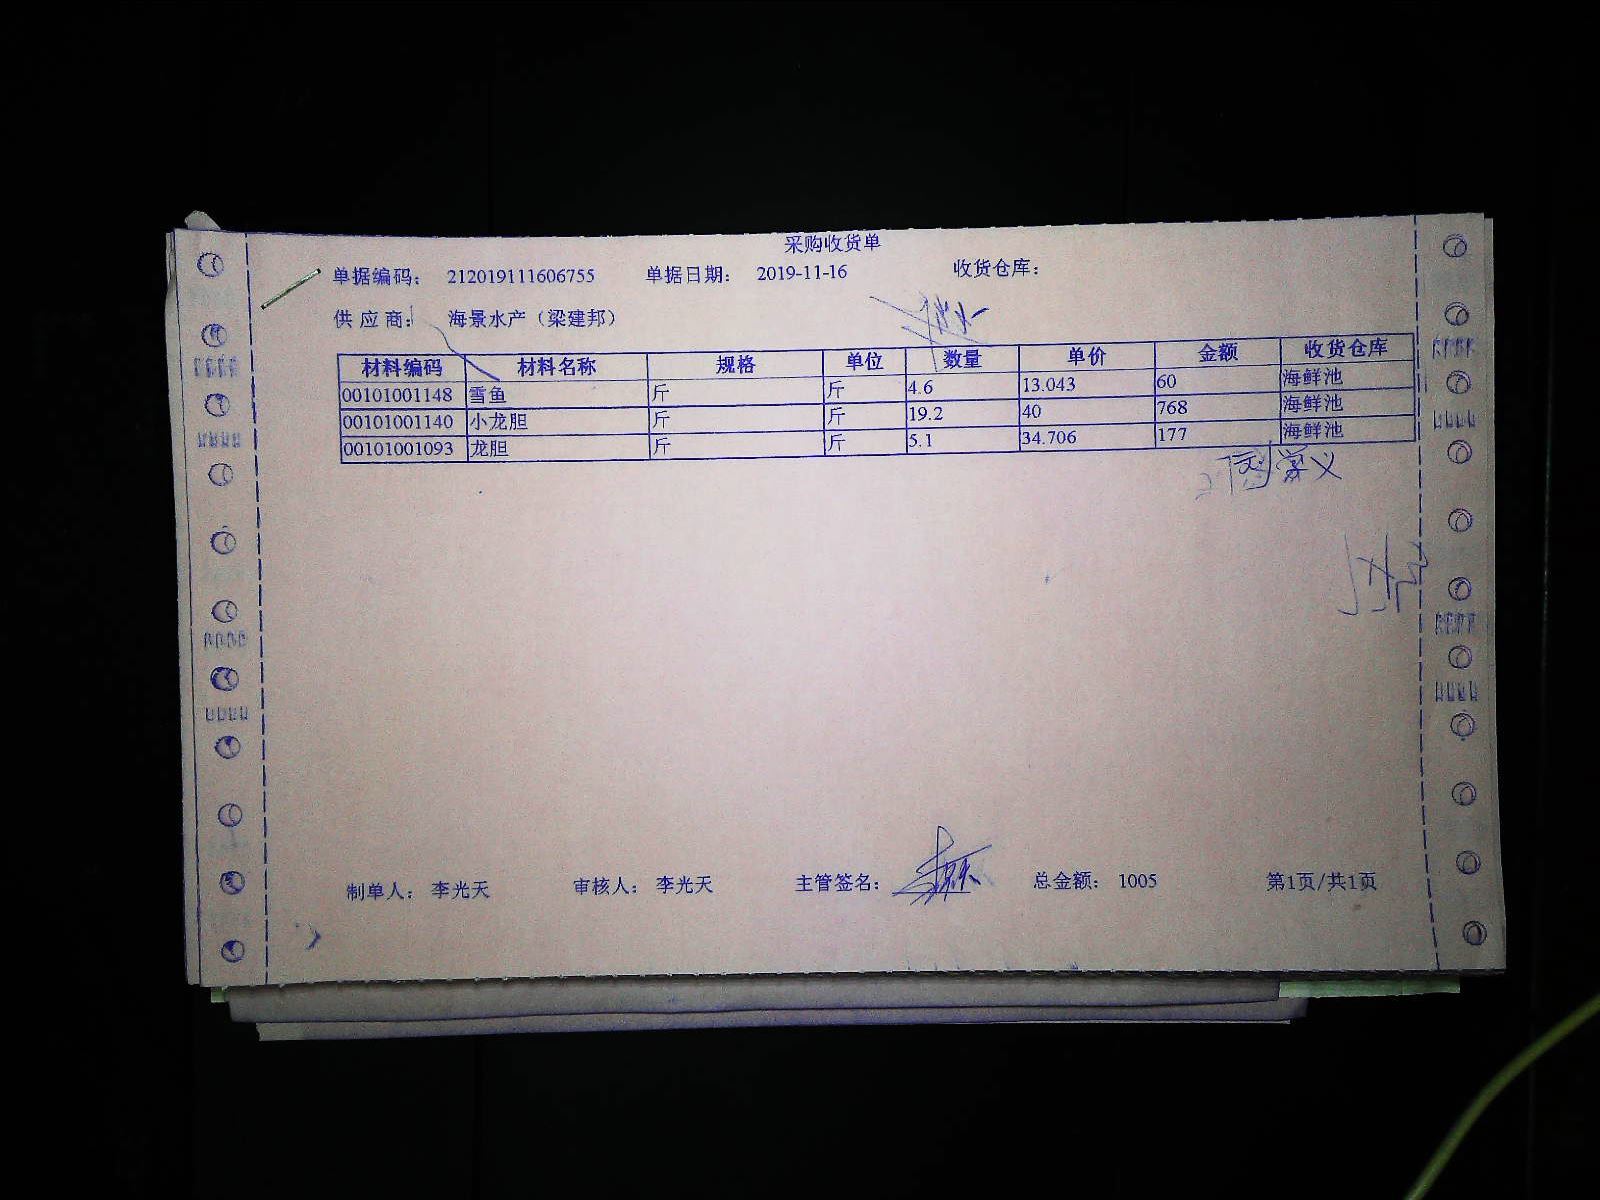 采购收货单
单据编码： 212019111606755 单据日期： 2019-11-16 收货仓库：
供 应 商： 海景水产（梁建邦）
材料编码 材料名称 规格 单位 数量 单价 金额 收货仓库
00101001148 雪鱼 斤 斤 4.6 13.043 60 海鲜池
00101001140 小龙胆 斤 斤 19.2 40 768 海鲜池
00101001093 龙胆 斤 斤 5.1 34.706 177 海鲜池
制单人： 李光天 审核人： 李光天 主管签名： 总金额： 1005 第1页/共1页